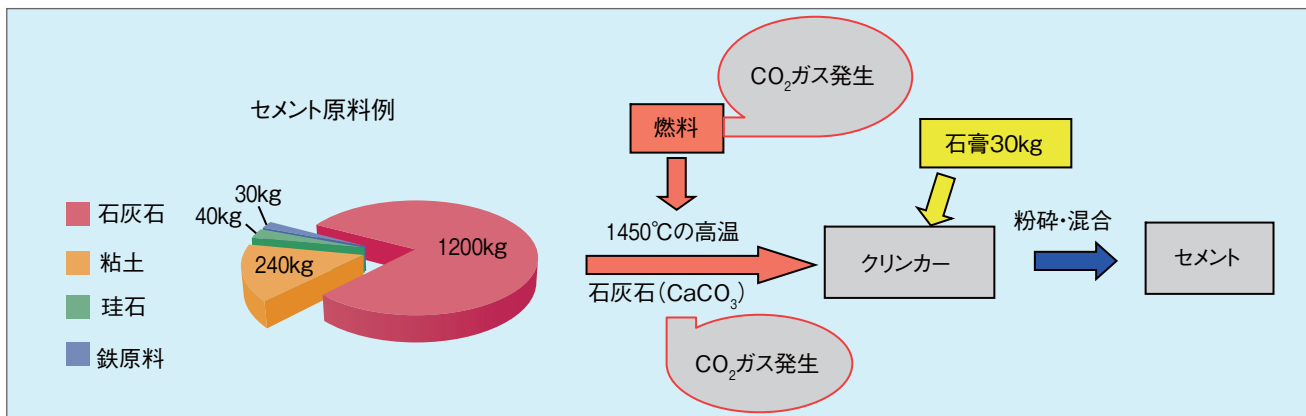 セメント原料例
石灰石
粘土
珪石
鉄原料
30kg
40kg
240kg
1200kg
CO₂ガス発生
燃料
1450℃の高温
石灰石(CaCO₃)
CO₂ガス発生
石膏30kg
クリンカー
粉砕・混合
セメント